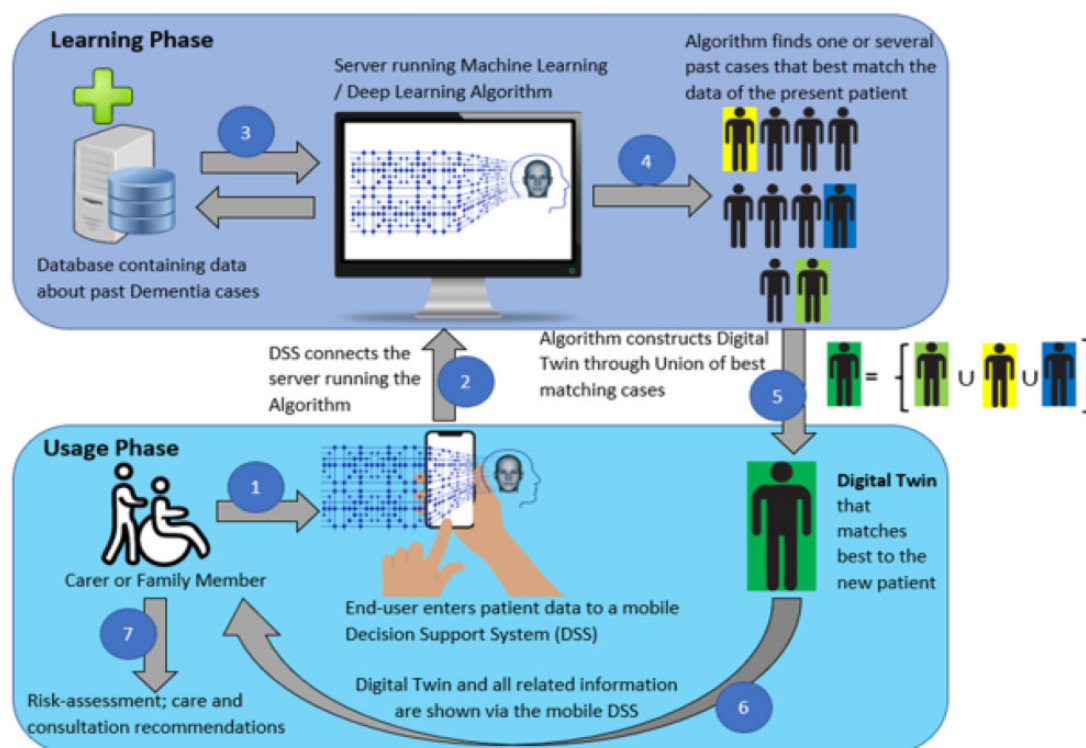 Learning Phase
Server running Machine Learning
/ Deep Learning Algorithm
Algorithm finds one or several
past cases that best match the
data of the present patient
3
4
Database containing data
about past Dementia cases
DSS connects the
server running the
Algorithm
2
Algorithm constructs Digital
Twin through Union of best
matching cases
5
= { ∪ ∪ }
Usage Phase
1
Carer or Family Member
End-user enters patient data to a mobile
Decision Support System (DSS)
Digital Twin
that
matches
best to the
new patient
7
Risk-assessment; care and
consultation recommendations
Digital Twin and all related information
are shown via the mobile DSS
6